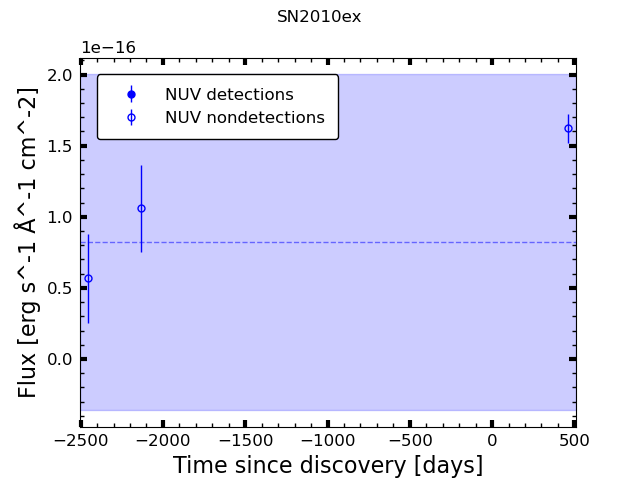 SN2010ex
1e−16
2.0
1.5
1.0
0.5
0.0
Flux [erg s^-1 Å^-1 cm^-2]
NUV detections
NUV nondetections
−2500 −2000 −1500 −1000 −500 0 500
Time since discovery [days]